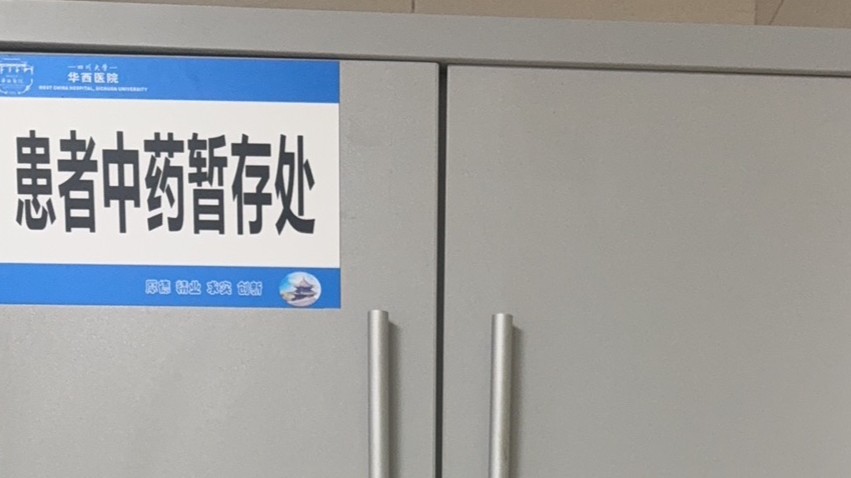 四川大学
华西医院
WEST CHINA HOSPITAL, SICHUAN UNIVERSITY
患者中药暂存处
厚德 精业 求实 创新